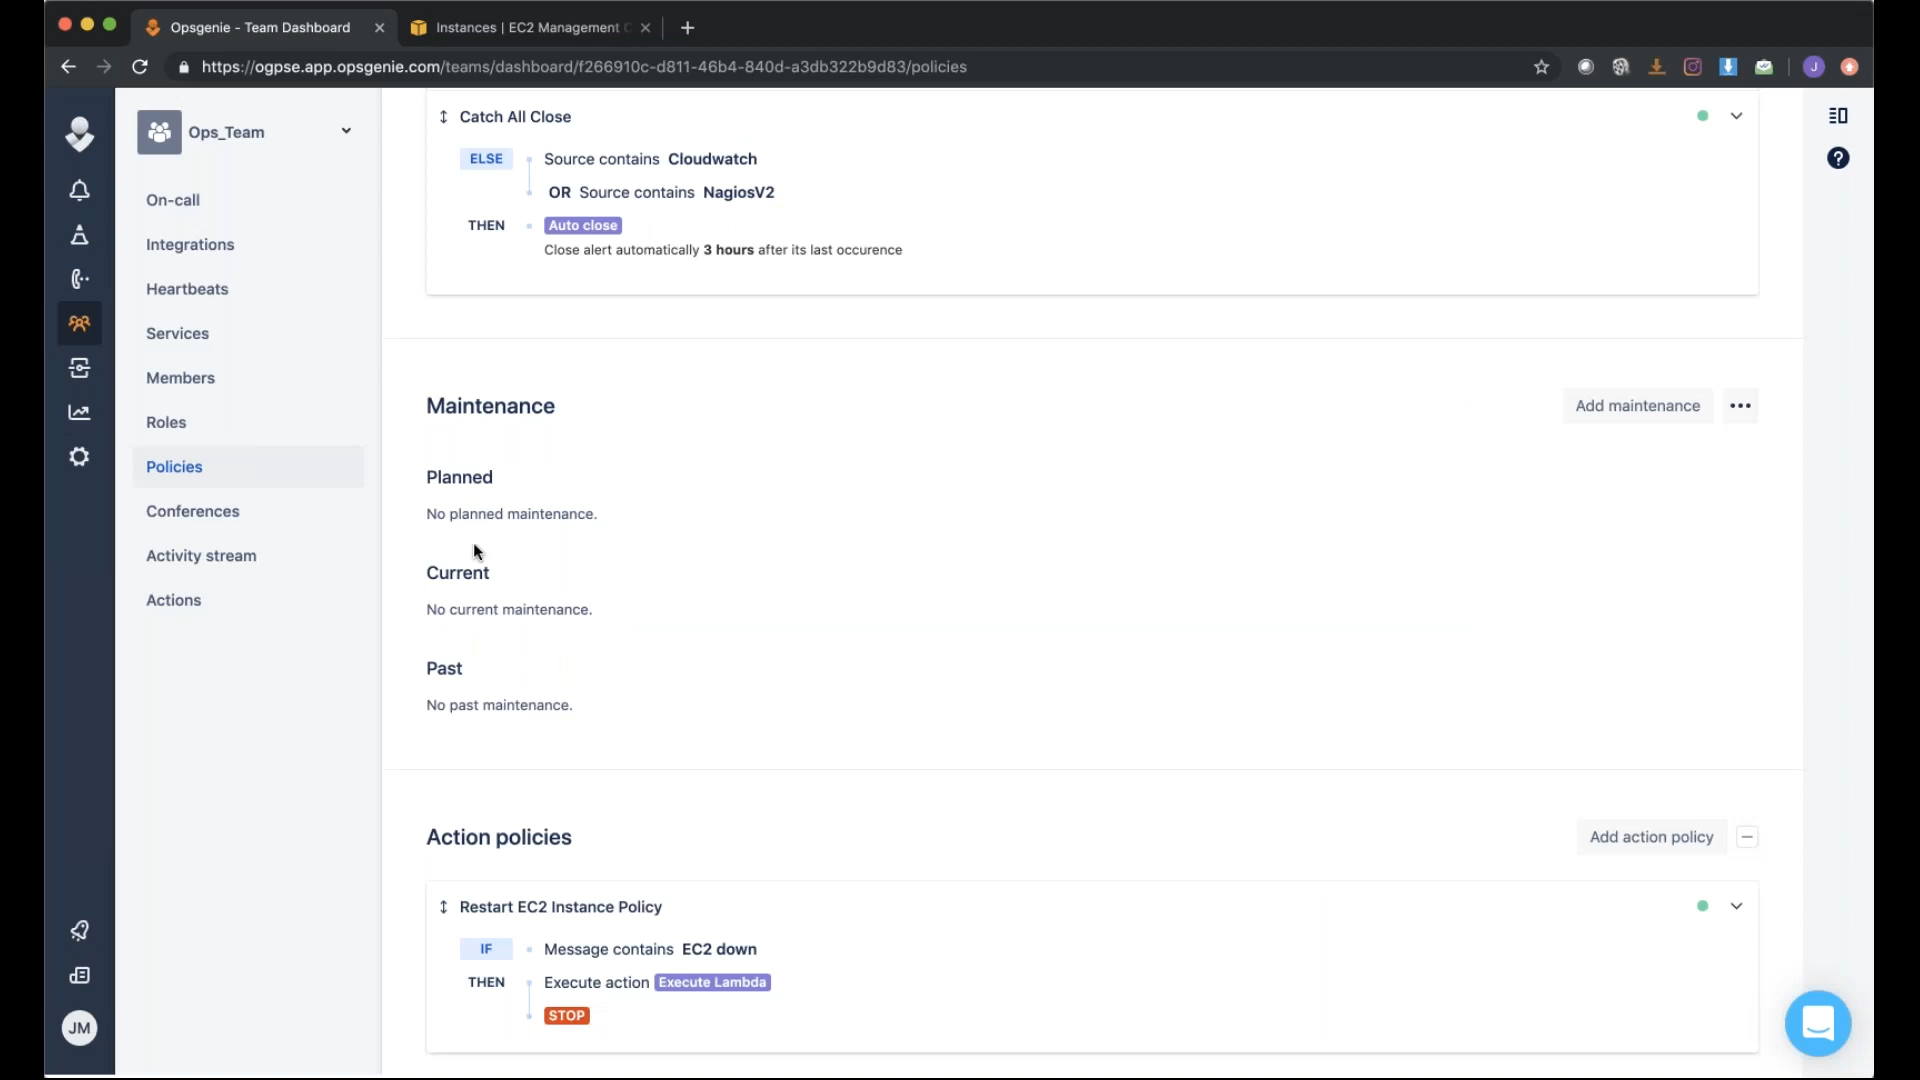 Opsgenie - Team Dashboard
Instances | EC2 Management C
https://ogpse.app.opsgenie.com/teams/dashboard/f266910c-d811-46b4-840d-a3db322b9d83/policies
J
Ops_Team
On-call
Integrations
Heartbeats
Services
Members
Roles
Policies
Conferences
Activity stream
Actions
JM
Catch All Close
ELSE Source contains Cloudwatch
OR Source contains NagiosV2
THEN Auto close
Close alert automatically 3 hours after its last occurence
Maintenance
Add maintenance
Planned
No planned maintenance.
Current
No current maintenance.
Past
No past maintenance.
Action policies
Add action policy
Restart EC2 Instance Policy
IF Message contains EC2 down
THEN Execute action Execute Lambda
STOP